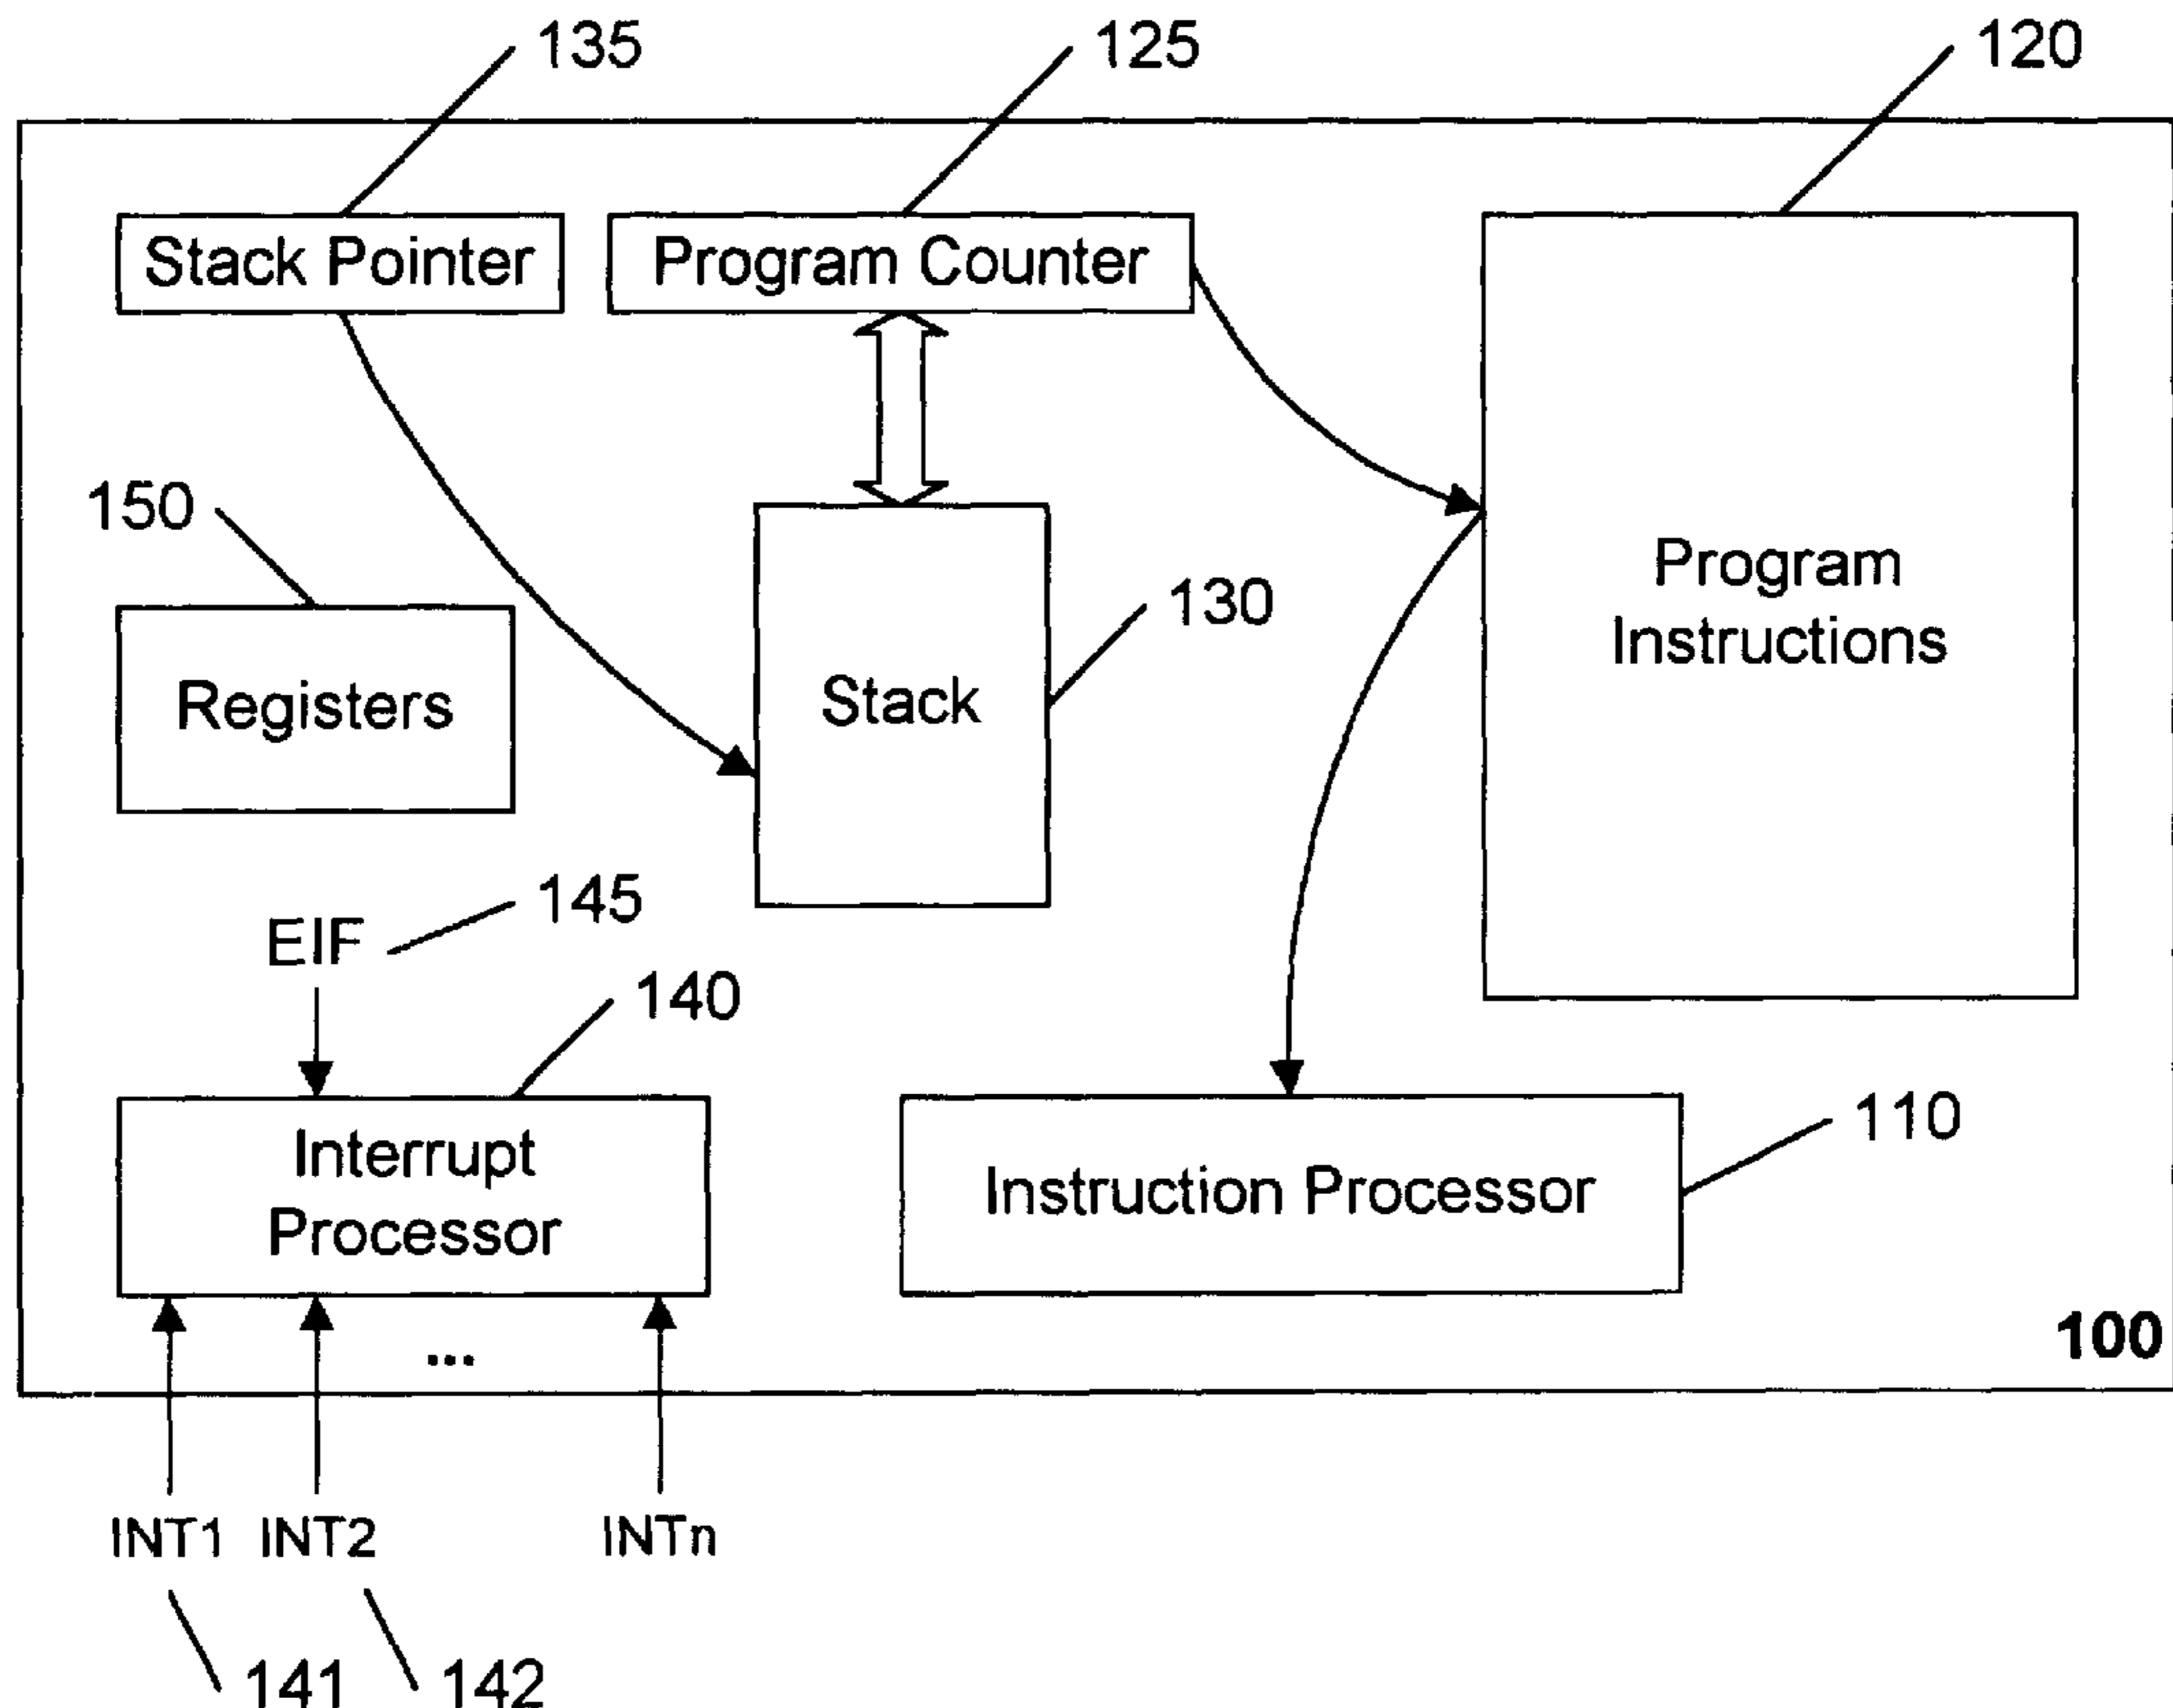 135
125
120
Stack Pointer
Program Counter
150
Program
Instructions
130
Registers
Stack
145
EIF
140
110
Interrupt
Processor
Instruction Processor
100
...
INT1
INT2
INTn
141
142